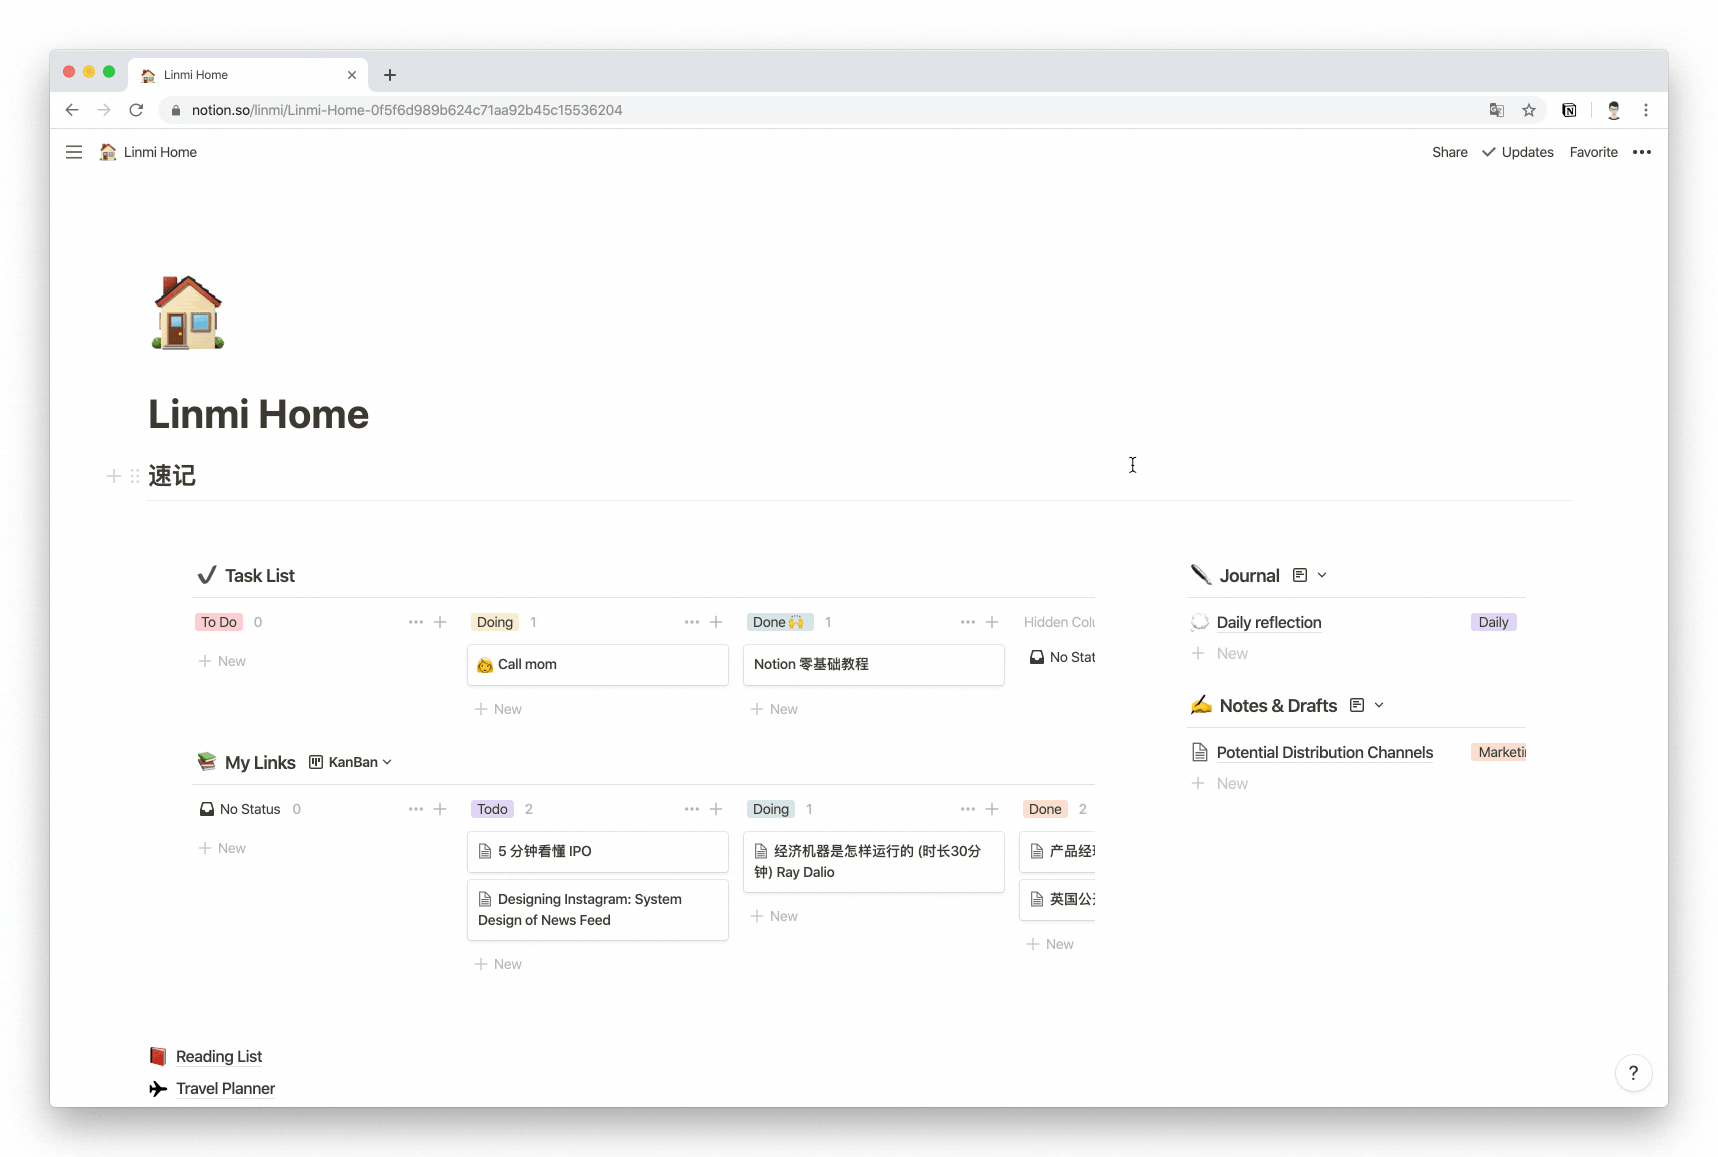 Linmi Home
notion.so/linmi/Linmi-Home-0f5f6d989b624c71aa92b45c15536204
Linmi Home
Share
Updates
Favorite
Linmi Home
速记
Task List
To Do 0
Doing 1
Done 🙌 1
Hidden Colu
New
Call mom
New
Notion 零基础教程
New
No Stat
My Links
KanBan
No Status 0
Todo 2
Doing 1
Done 2
New
5 分钟看懂 IPO
Designing Instagram: System
Design of News Feed
New
经济机器是怎样运行的 (时长30分
钟) Ray Dalio
New
产品经
英国公
New
Journal
Daily reflection
Daily
New
Notes & Drafts
Potential Distribution Channels
Marketi
New
Reading List
Travel Planner
?